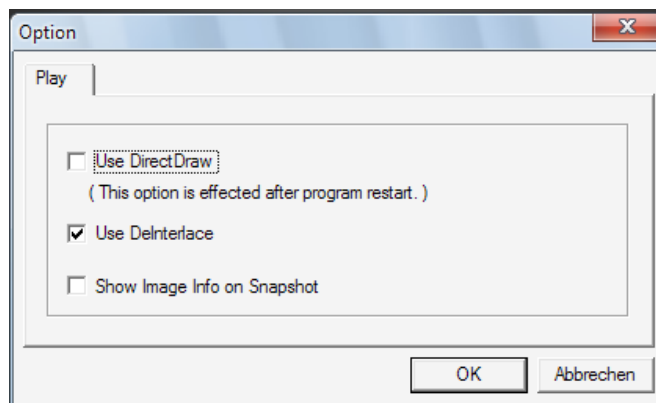 Option
Play
Use DirectDraw
( This option is effected after program restart. )
Use DeInterlace
Show Image Info on Snapshot
OK
Abbrechen